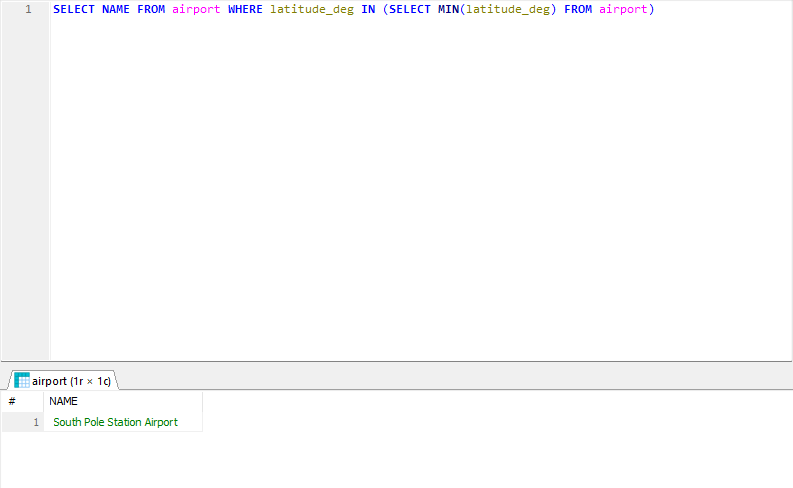 1 SELECT NAME FROM airport WHERE latitude_deg IN (SELECT MIN(latitude_deg) FROM airport)
airport (1r × 1c)
# NAME
1 South Pole Station Airport